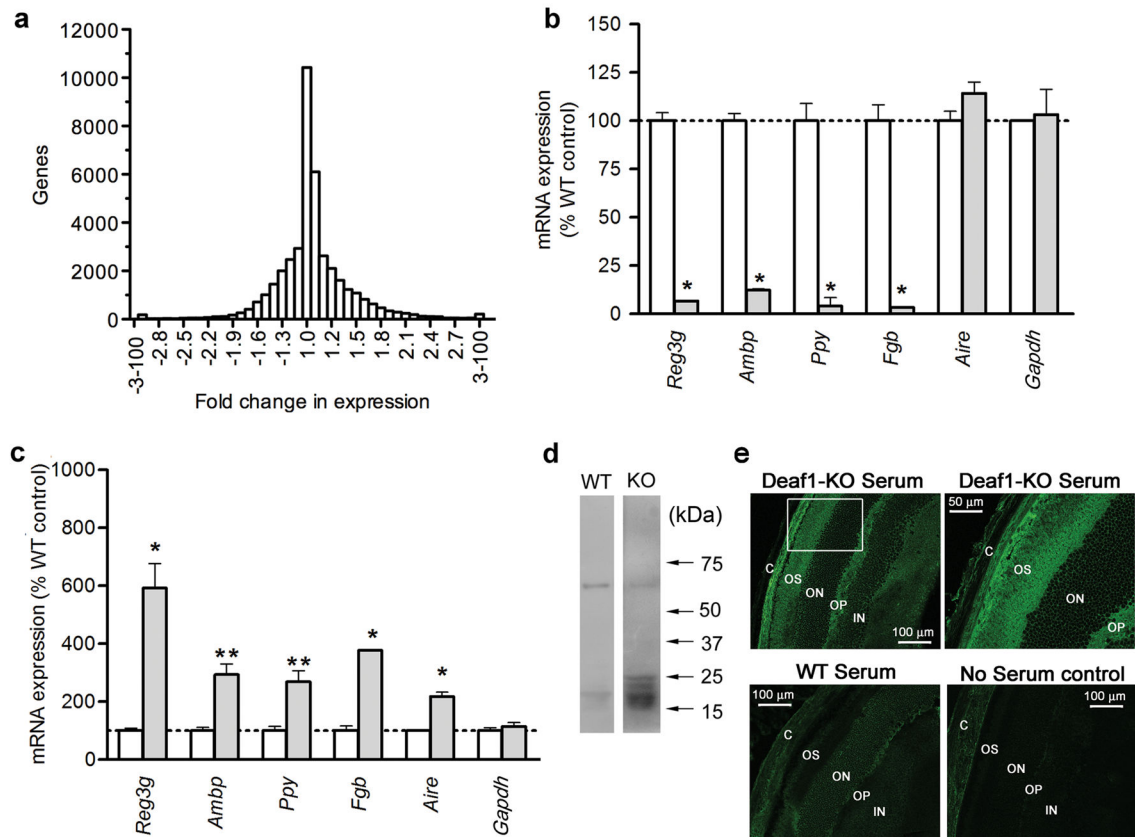 a
12000
10000
8000
6000
4000
2000
0
Genes
-3-100
-2.8
-2.5
-2.2
-1.9
-1.6
-1.3
1.0
1.2
1.5
1.8
2.1
2.4
2.7
3-100
Fold change in expression
b
150
125
100
75
50
25
0
mRNA expression
(% WT control)
* * * *
Reg3g
Ambp
Ppy
Fgb
Aire
Gapdh
c
1000
800
600
400
200
0
mRNA expression (% WT control)
* ** ** * *
Reg3g
Ambp
Ppy
Fgb
Aire
Gapdh
d
WT KO
(kDa)
75
50
37
25
15
e
Deaf1-KO Serum
C OS ON OP IN
100 µm
Deaf1-KO Serum
50 µm
C OS ON OP
WT Serum
100 µm
C OS ON OP IN
No Serum control
100 µm
C OS ON OP IN